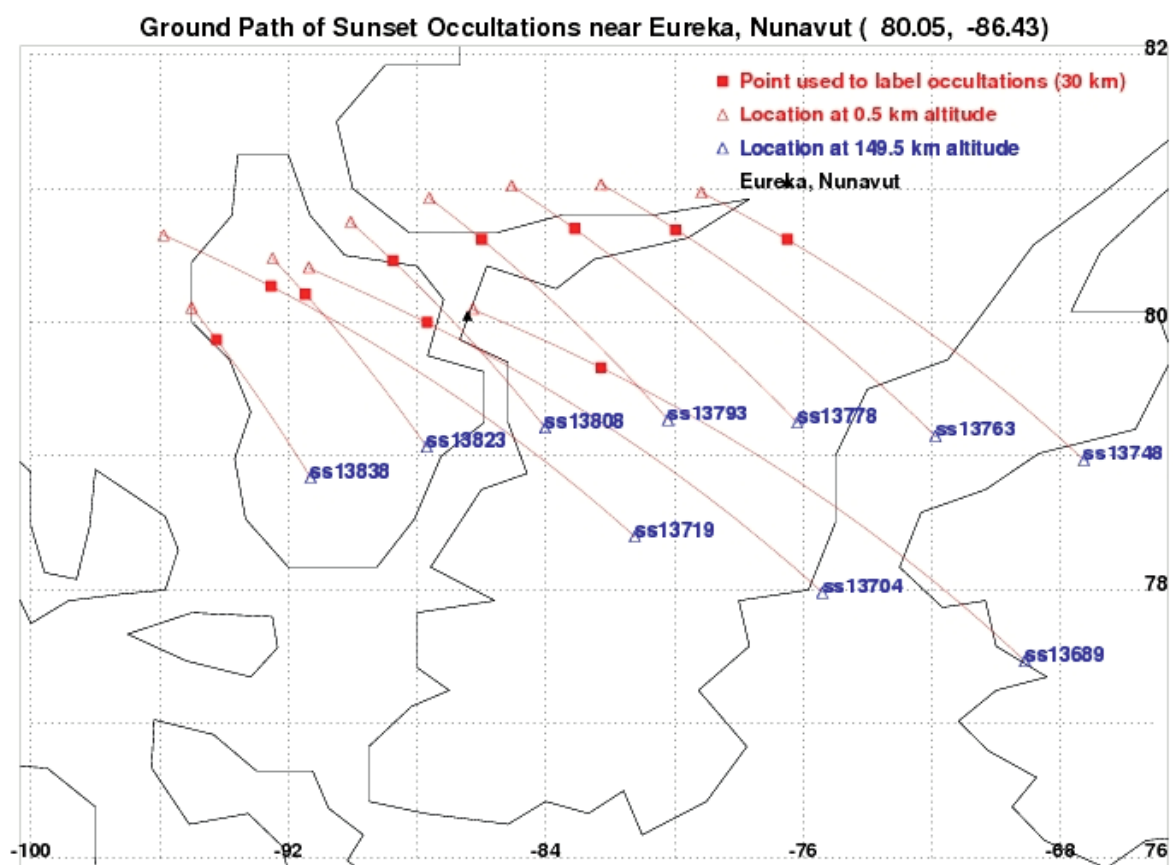 Ground Path of Sunset Occultations near Eureka, Nunavut ( 80.05, -86.43)
82
Point used to label occultations (30 km)
Location at 0.5 km altitude
Location at 149.5 km altitude
Eureka, Nunavut
80
ss13808
ss13793
ss13778
ss13763
ss13823
ss13748
ss13838
ss13719
78
ss13704
ss13689
-100
-92
-84
-76
-68
76